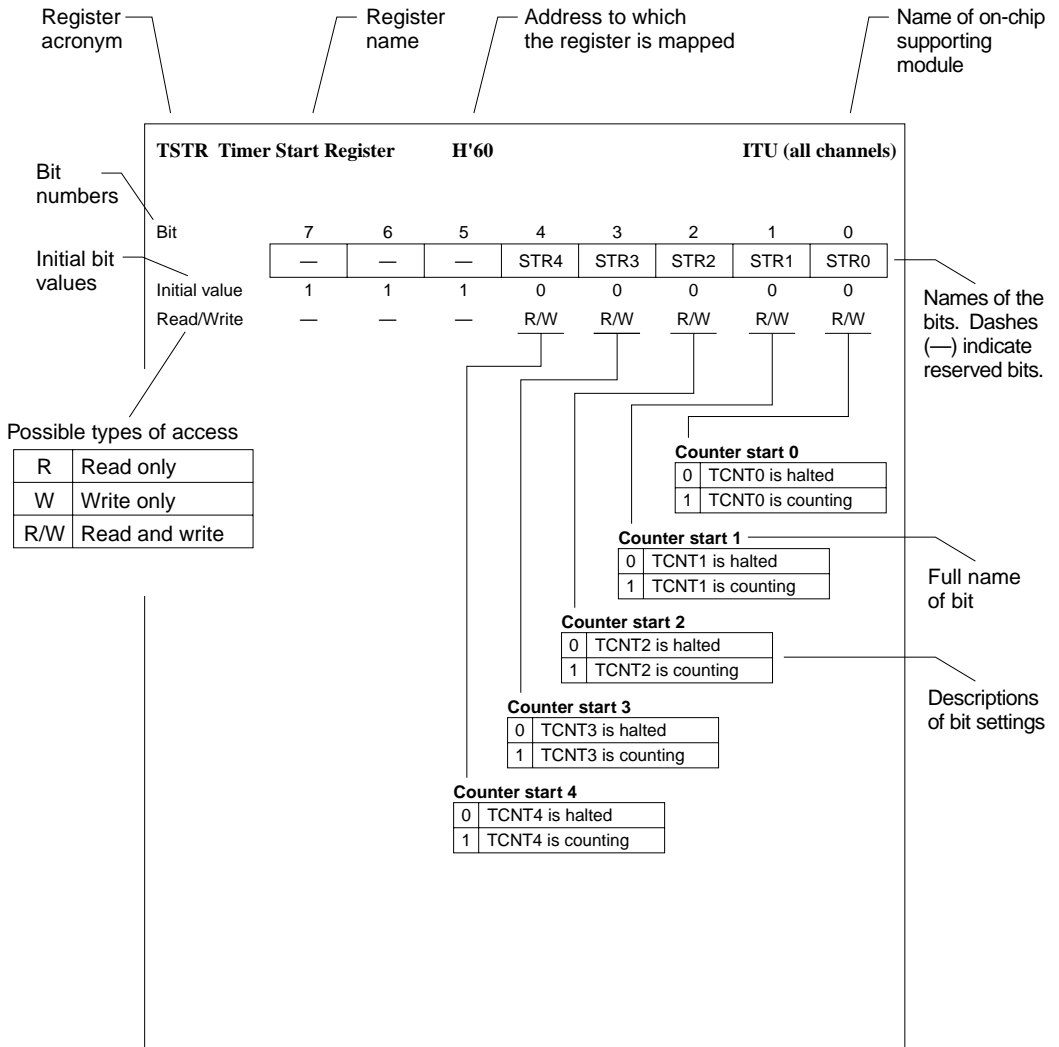 Register
acronym
Register
name
Address to which
the register is mapped
Name of on-chip
supporting
module
TSTR Timer Start Register H'60 ITU (all channels)
Bit
numbers
Bit 7 6 5 4 3 2 1 0
— — — STR4 STR3 STR2 STR1 STR0
Initial bit
values
Initial value 1 1 1 0 0 0 0 0
Read/Write — — — R/W R/W R/W R/W R/W
Names of the
bits. Dashes
(—) indicate
reserved bits.
Possible types of access
R Read only
W Write only
R/W Read and write
Counter start 0
0 TCNT0 is halted
1 TCNT0 is counting
Counter start 1
0 TCNT1 is halted
1 TCNT1 is counting
Full name
of bit
Counter start 2
0 TCNT2 is halted
1 TCNT2 is counting
Descriptions
of bit settings
Counter start 3
0 TCNT3 is halted
1 TCNT3 is counting
Counter start 4
0 TCNT4 is halted
1 TCNT4 is counting